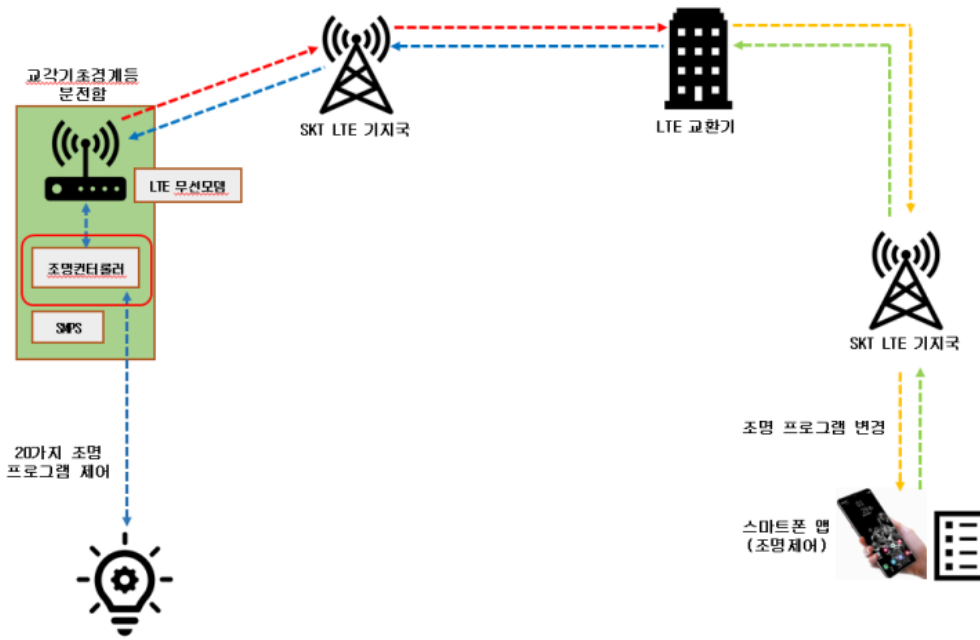 교각기초경계등
분전함
SKT LTE 기지국
LTE 교환기
LTE 무선모뎀
조명컨터롤러
SMPS
SKT LTE 기지국
조명 프로그램 변경
20가지 조명
프로그램 제어
스마트폰 앱
(조명제어)